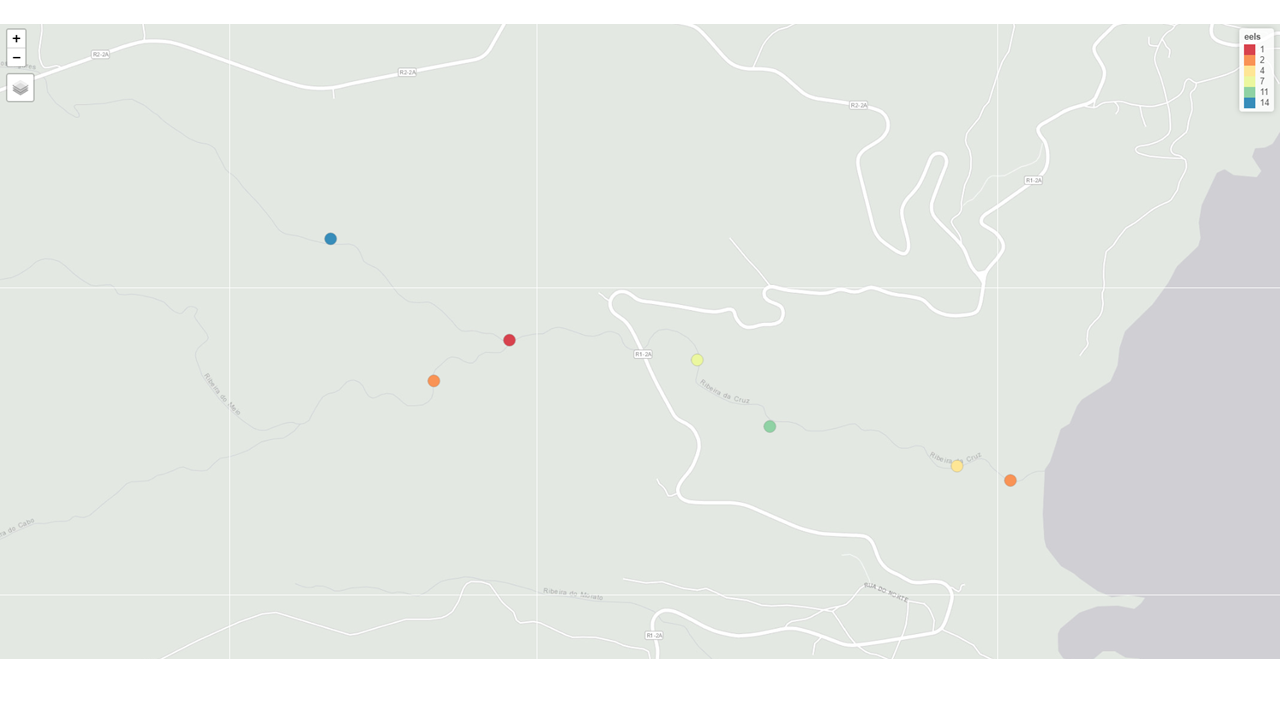 +
−
R2-2A
R2-2A
R2-2A
R1-2A
eels
1
2
4
7
11
14
R1-2A
Ribeira do Meio
Ribeira da Cruz
Ribeira da Cruz
do Cabo
Ribeira do Moinho
RUA DO NORTE
R1-2A